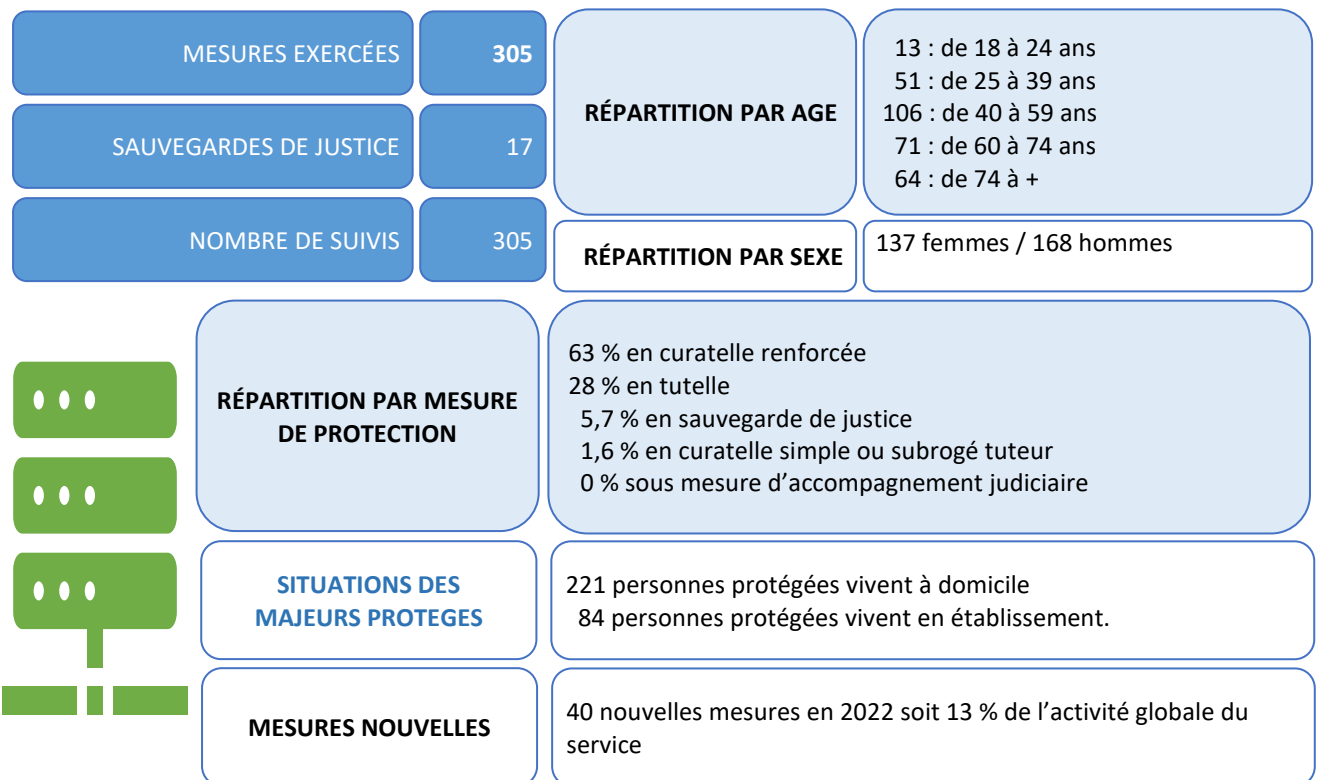 MESURES EXERCÉES 305
SAUVEGARDES DE JUSTICE 17
NOMBRE DE SUIVIS 305
RÉPARTITION PAR AGE
13 : de 18 à 24 ans
51 : de 25 à 39 ans
106 : de 40 à 59 ans
71 : de 60 à 74 ans
64 : de 74 à +
RÉPARTITION PAR SEXE
137 femmes / 168 hommes
RÉPARTITION PAR MESURE
DE PROTECTION
63 % en curatelle renforcée
28 % en tutelle
5,7 % en sauvegarde de justice
1,6 % en curatelle simple ou subrogé tuteur
0 % sous mesure d’accompagnement judiciaire
SITUATIONS DES
MAJEURS PROTEGES
221 personnes protégées vivent à domicile
84 personnes protégées vivent en établissement.
MESURES NOUVELLES
40 nouvelles mesures en 2022 soit 13 % de l’activité globale du
service